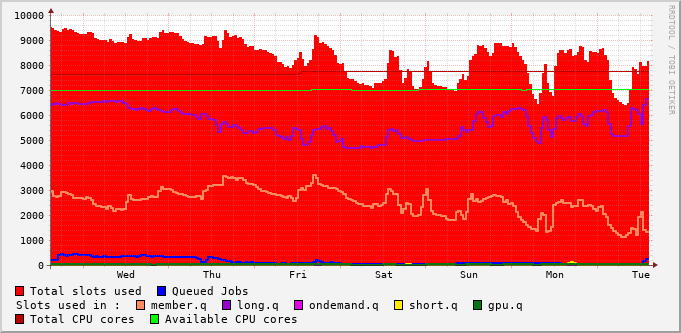 10000
9000
8000
7000
6000
5000
4000
3000
2000
1000
0
Wed Thu Fri Sat Sun Mon Tue
Total slots used Queued Jobs
Slots used in : member.q long.q ondemand.q short.q gpu.q
Total CPU cores Available CPU cores
RRDTOOL / TOBI OETIKER